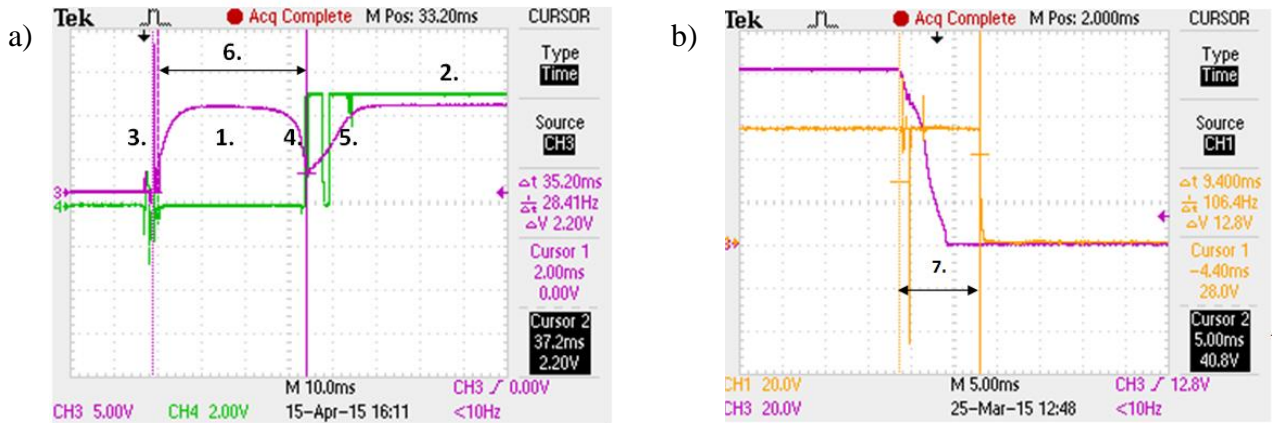 a)
Tek Acq Complete M Pos: 33.20ms CURSOR
Type
Time
Source
CH3
Δt 35.20ms
1/Δt 28.41Hz
ΔV 2.20V
Cursor 1
2.00ms
0.00V
Cursor 2
37.2ms
2.20V
6.
2.
3. 1. 4. 5.
3
4
M 10.0ms CH3 0.00V
CH3 5.00V CH4 2.00V 15-Apr-15 16:11 <10Hz
b)
Tek Acq Complete M Pos: 2.000ms CURSOR
Type
Time
Source
CH1
Δt 9.400ms
1/Δt 106.4Hz
ΔV 12.8V
Cursor 1
-4.40ms
28.0V
Cursor 2
5.00ms
40.8V
7.
CH1 20.0V M 5.00ms CH3 12.8V
CH3 20.0V 25-Mar-15 12:48 <10Hz